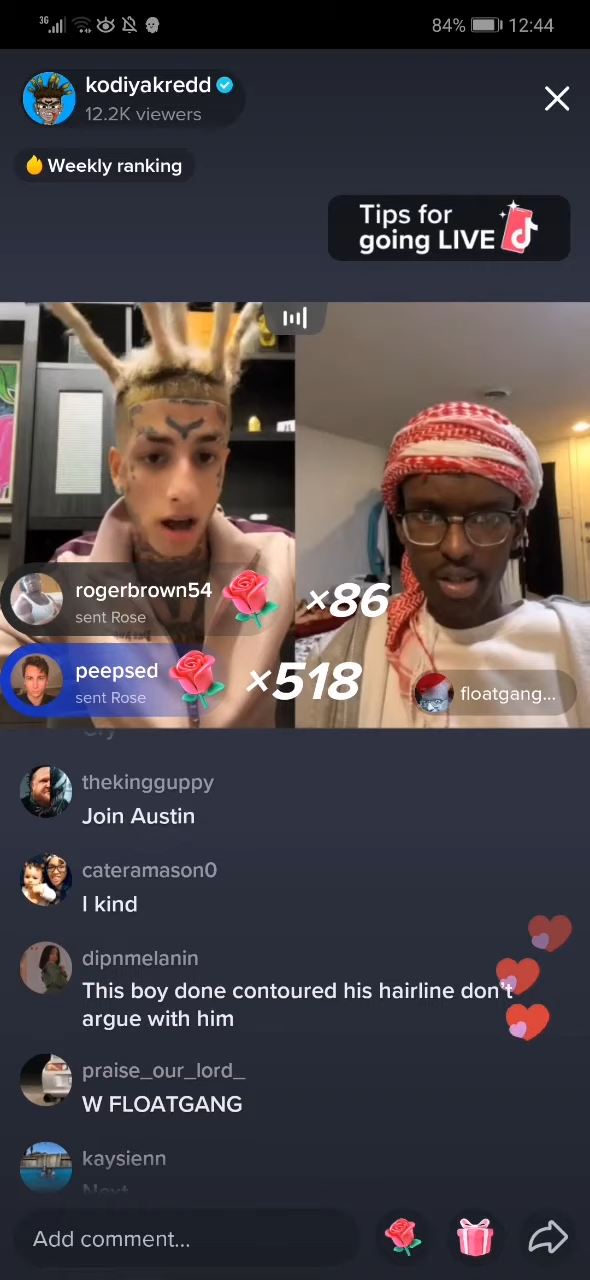 3G
84%
12:44
kodiyakredd
12.2K viewers
Weekly ranking
Tips for
going LIVE
rogerbrown54
sent Rose
×86
peepsed
sent Rose
×518
floatgang...
thekingguppy
Join Austin
cateramason0
I kind
dipnmelanin
This boy done contoured his hairline don't
argue with him
praise_our_lord_
W FLOATGANG
kaysienn
Next
Add comment...